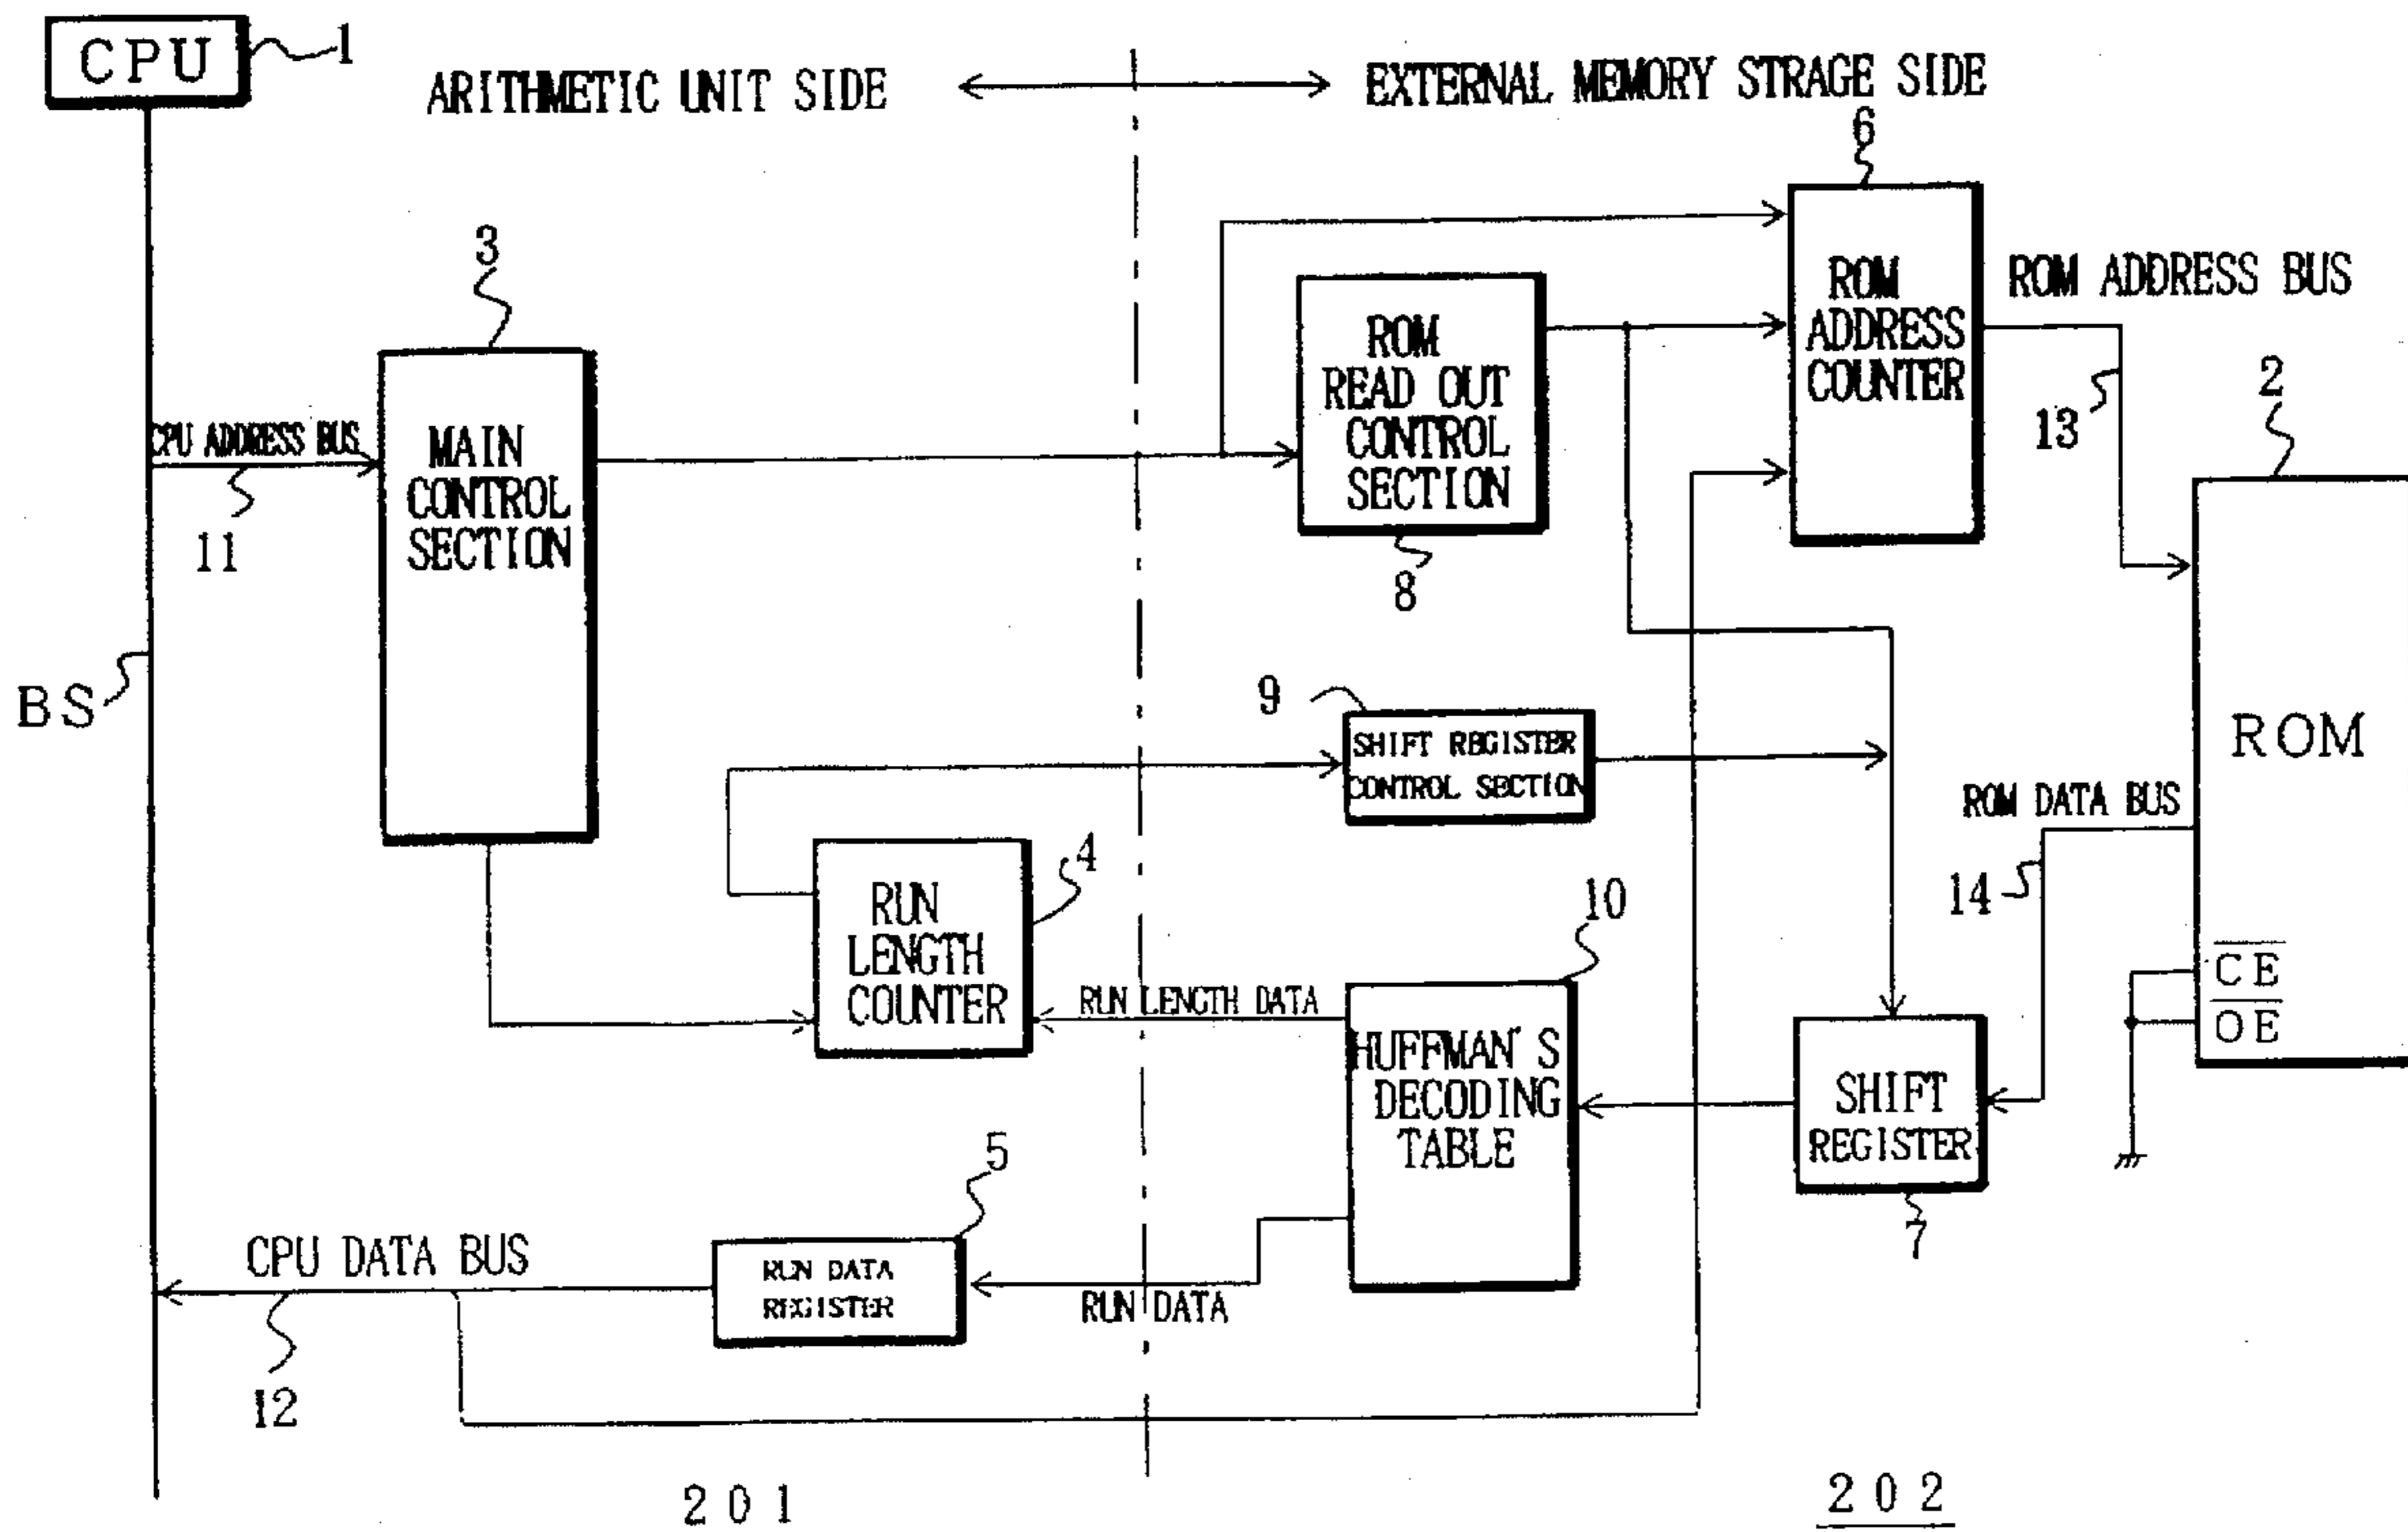 CPU
1
ARITHMETIC UNIT SIDE
EXTERNAL MEMORY STRAGE SIDE
6
3
ROM
ADDRESS
COUNTER
ROM ADDRESS BUS
ROM
READ OUT
CONTROL
SECTION
13
2
CPU ADDRESS BUS
11
MAIN
CONTROL
SECTION
8
BS
9
SHIFT REGISTER
CONTROL SECTION
ROM
ROM DATA BUS
14
4
RUN
LENGTH
COUNTER
10
RUN LENGTH DATA
HUFFMAN'S
DECODING
TABLE
CE
OE
SHIFT
REGISTER
7
5
CPU DATA BUS
RUN DATA
REGISTER
RUN DATA
12
201
202